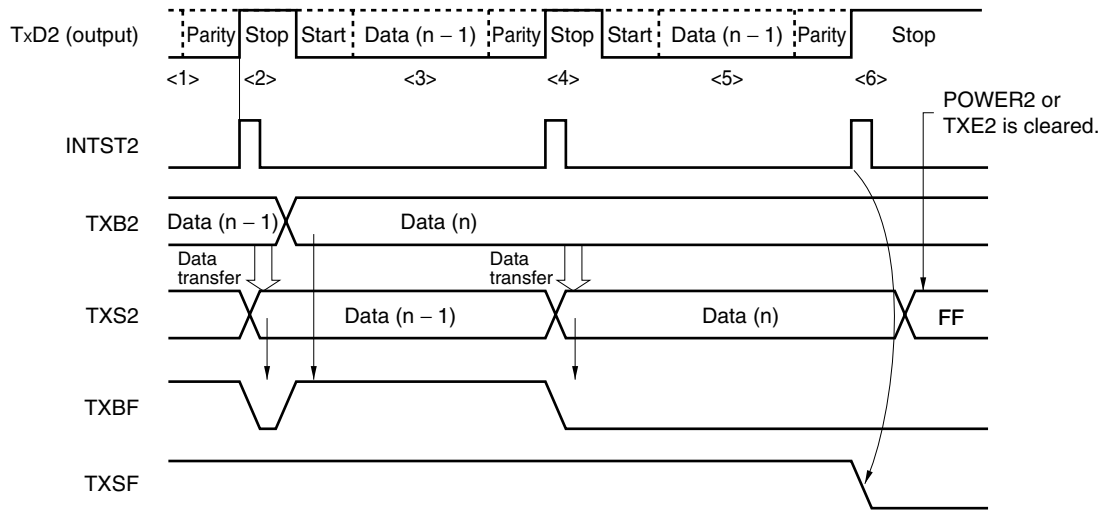 TxD2 (output) Parity Stop Start Data (n − 1) Parity Stop Start Data (n − 1) Parity Stop
<1> <2> <3> <4> <5> <6>
POWER2 or
TXE2 is cleared.
INTST2
TXB2 Data (n − 1) Data (n)
Data
transfer
Data
transfer
TXS2 Data (n − 1) Data (n) FF
TXBF
TXSF